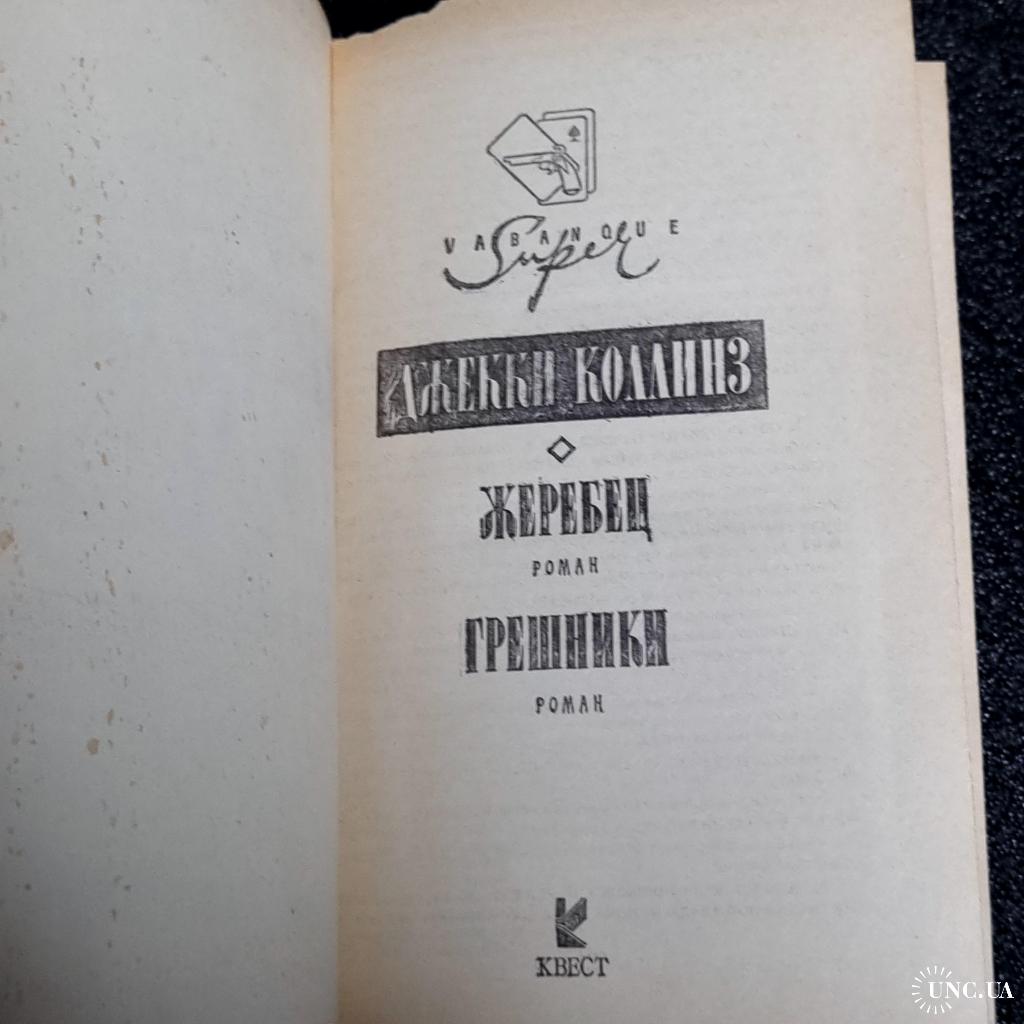 VABANQUE
Super
ДЖЕККИ КОЛЛИНЗ
ЖЕРЕБЕЦ
РОМАН
ГРЕШНИКИ
РОМАН
КВЕСТ
UNC.UA